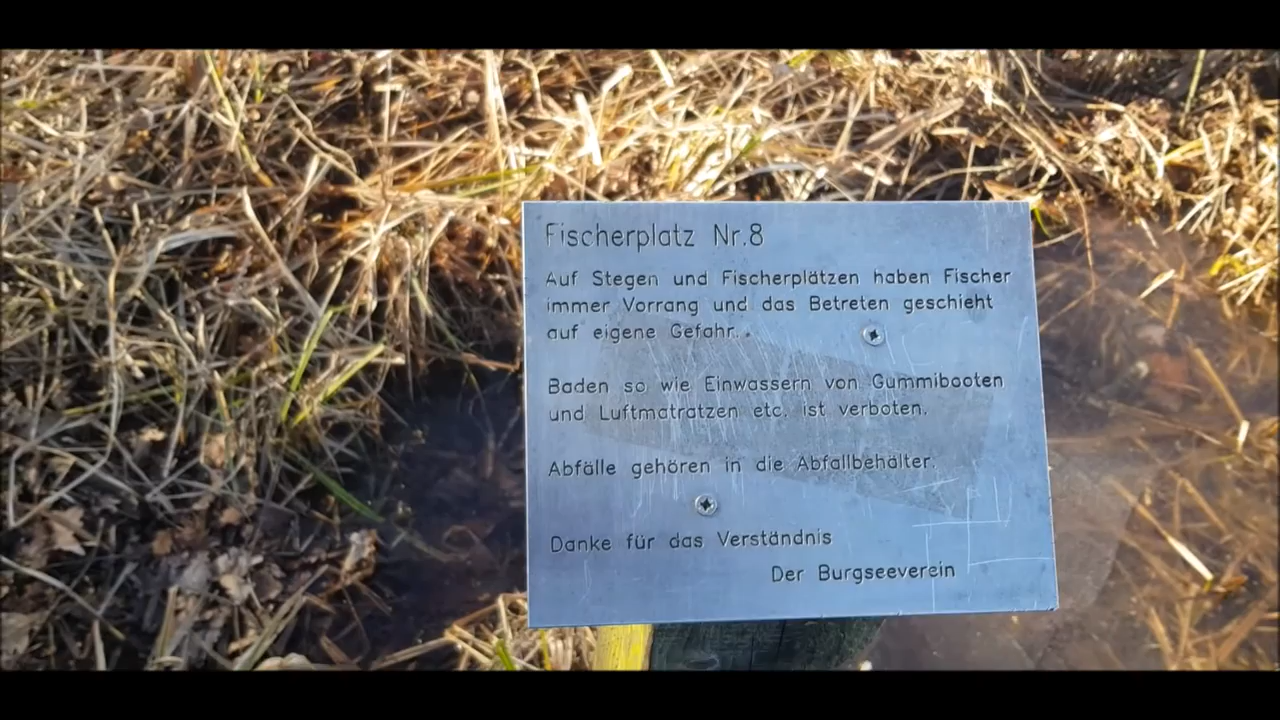 Fischerplatz Nr.8
Auf Stegen und Fischerplätzen haben Fischer
immer Vorrang und das Betreten geschieht
auf eigene Gefahr..
Baden so wie Einwassern von Gummibooten
und Luftmatratzen etc. ist verboten.
Abfälle gehören in die Abfallbehälter.
Danke für das Verständnis
Der Burgseeverein